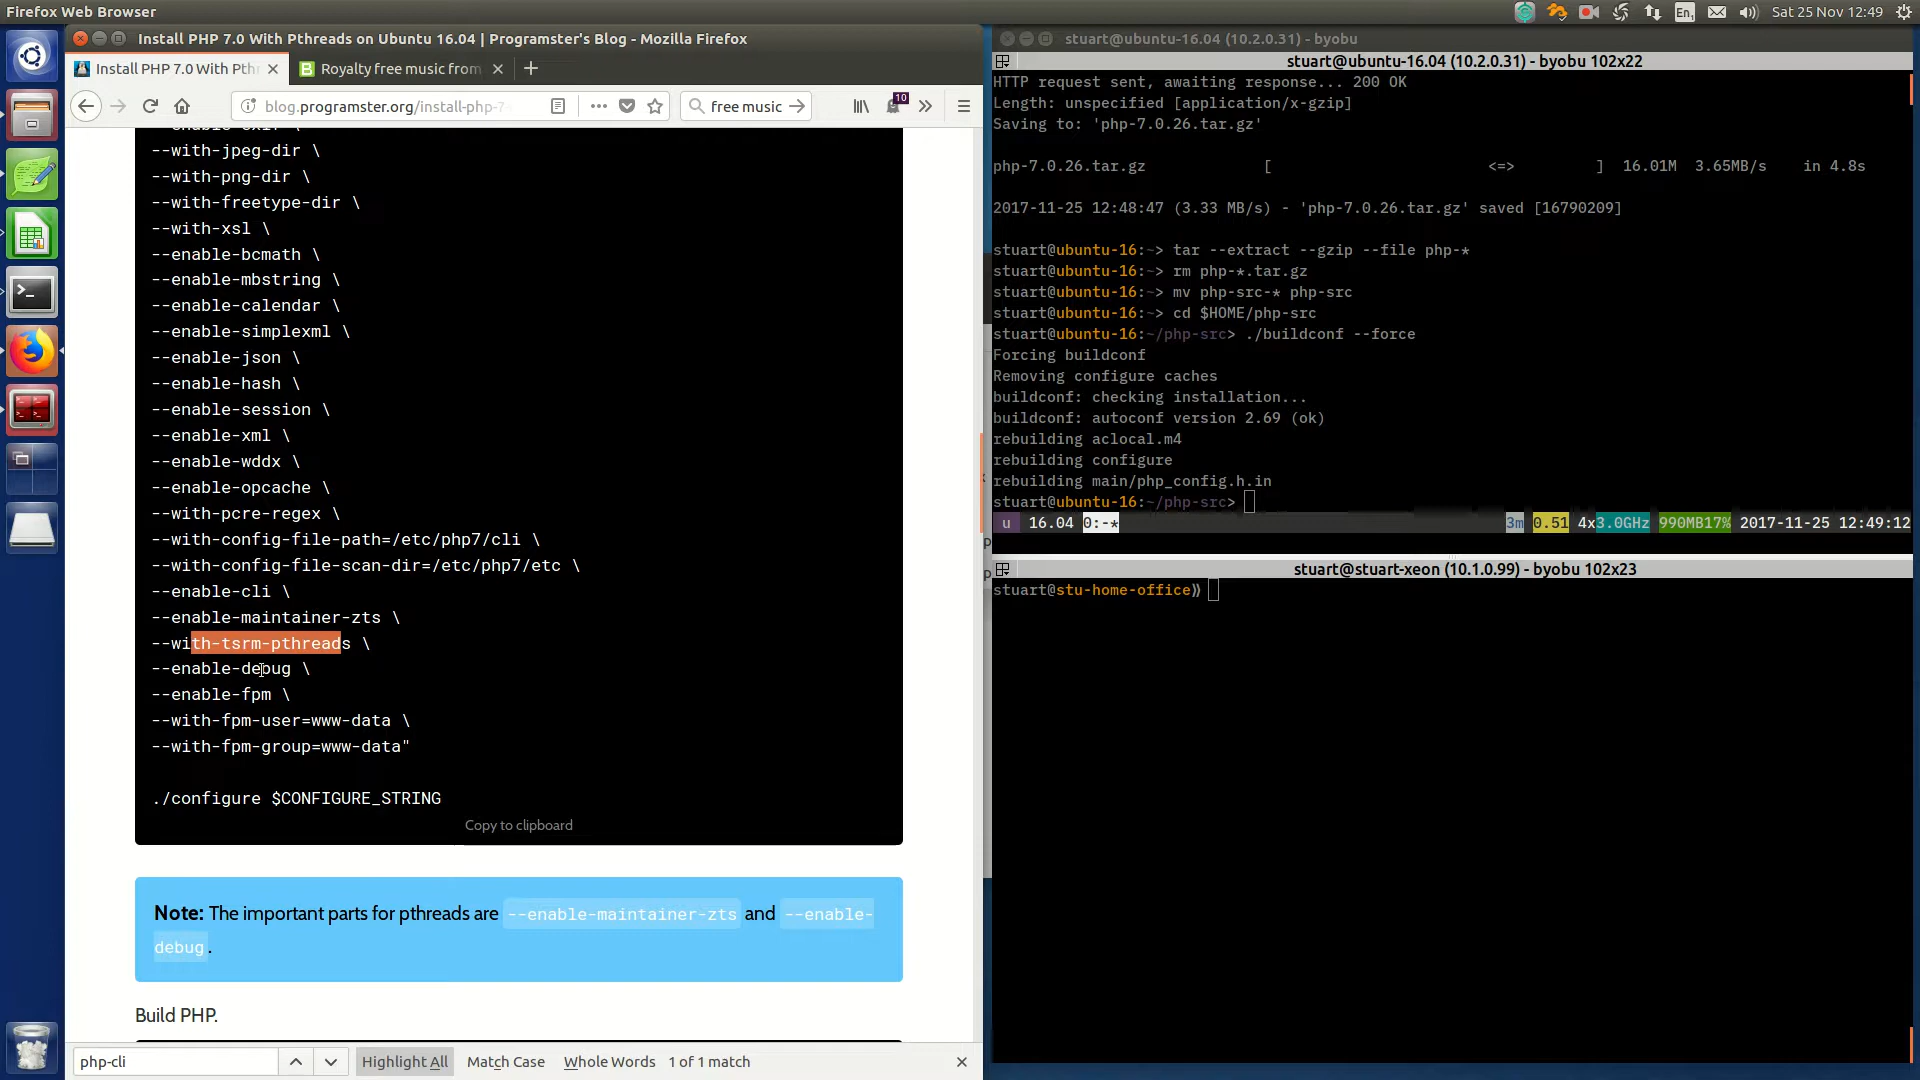 Firefox Web Browser
En
Sat 25 Nov 12:49
Install PHP 7.0 With Pthreads on Ubuntu 16.04 | Programster's Blog - Mozilla Firefox
Install PHP 7.0 With Pth
Royalty free music from
blog.programster.org/install-php-7-
free music
10
--with-jpeg-dir \
--with-png-dir \
--with-freetype-dir \
--with-xsl \
--enable-bcmath \
--enable-mbstring \
--enable-calendar \
--enable-simplexml \
--enable-json \
--enable-hash \
--enable-session \
--enable-xml \
--enable-wddx \
--enable-opcache \
--with-pcre-regex \
--with-config-file-path=/etc/php7/cli \
--with-config-file-scan-dir=/etc/php7/etc \
--enable-cli \
--enable-maintainer-zts \
--with-tsrm-pthreads \
--enable-debug \
--enable-fpm \
--with-fpm-user=www-data \
--with-fpm-group=www-data"
./configure $CONFIGURE_STRING
Copy to clipboard
Note: The important parts for pthreads are --enable-maintainer-zts and --enable-
debug.
Build PHP.
php-cli
Highlight All
Match Case
Whole Words
1 of 1 match
stuart@ubuntu-16.04 (10.2.0.31) - byobu
stuart@ubuntu-16.04 (10.2.0.31) - byobu 102x22
HTTP request sent, awaiting response... 200 OK
Length: unspecified [application/x-gzip]
Saving to: 'php-7.0.26.tar.gz'
php-7.0.26.tar.gz [ <=> ] 16.01M 3.65MB/s in 4.8s
2017-11-25 12:48:47 (3.33 MB/s) - 'php-7.0.26.tar.gz' saved [16790209]
stuart@ubuntu-16:~> tar --extract --gzip --file php-*
stuart@ubuntu-16:~> rm php-*.tar.gz
stuart@ubuntu-16:~> mv php-src-* php-src
stuart@ubuntu-16:~> cd $HOME/php-src
stuart@ubuntu-16:~/php-src> ./buildconf --force
Forcing buildconf
Removing configure caches
buildconf: checking installation...
buildconf: autoconf version 2.69 (ok)
rebuilding aclocal.m4
rebuilding configure
rebuilding main/php_config.h.in
stuart@ubuntu-16:~/php-src>
u 16.04 0:-* 3m 0.51 4x3.0GHz 990MB17% 2017-11-25 12:49:12
stuart@stuart-xeon (10.1.0.99) - byobu 102x23
stuart@stu-home-office⟫